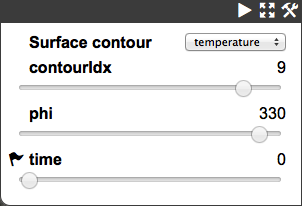 Surface contour temperature
contourIdx 9
phi 330
time 0